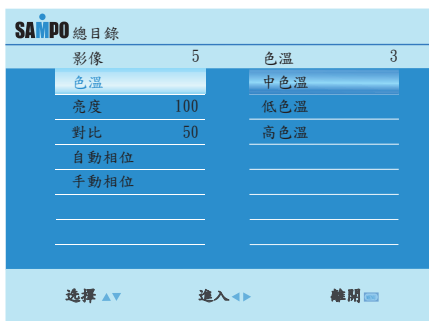 SAMPO 總目錄
影像 5 色溫 3
色溫 中色溫
亮度 100 低色溫
對比 50 高色溫
自動相位
手動相位
选擇 進入 離開